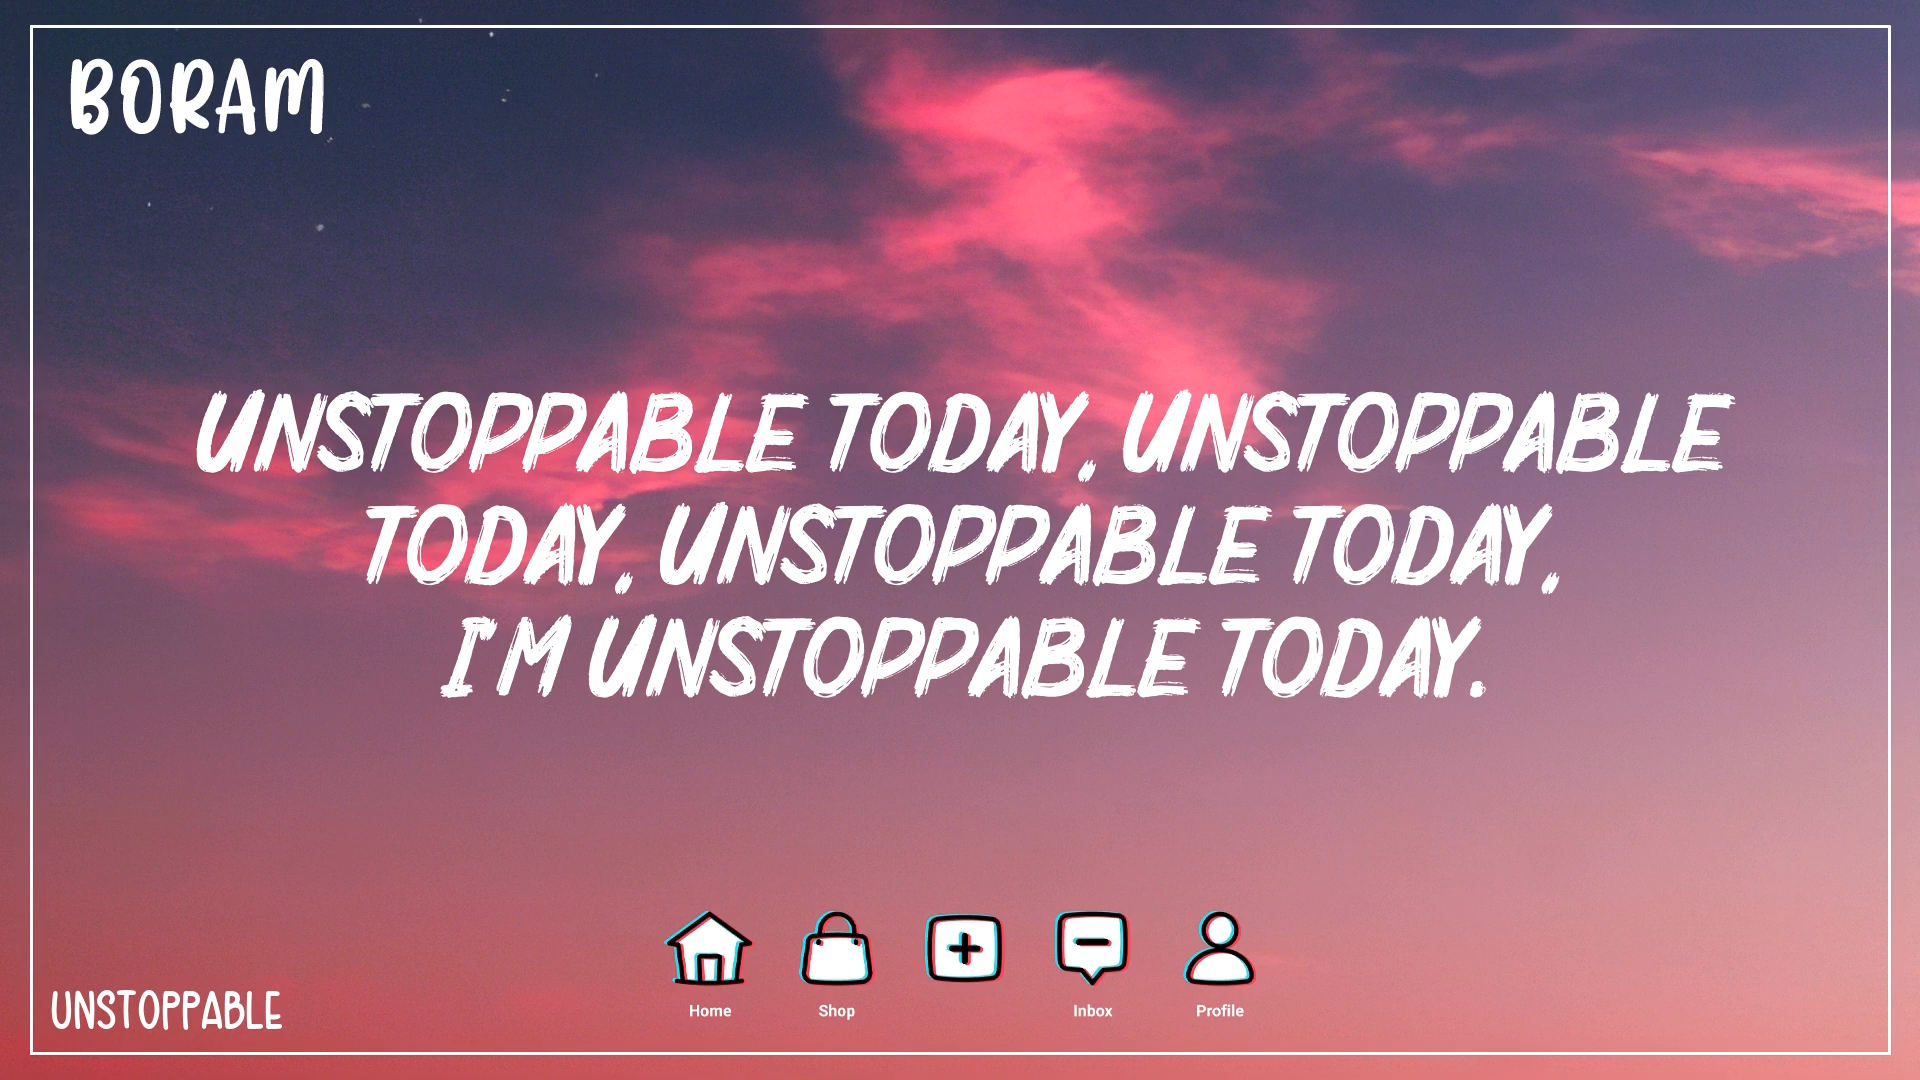 BORAM
UNSTOPPABLE TODAY, UNSTOPPABLE
TODAY, UNSTOPPABLE TODAY,
I'M UNSTOPPABLE TODAY.
Home
Shop
Inbox
Profile
UNSTOPPABLE